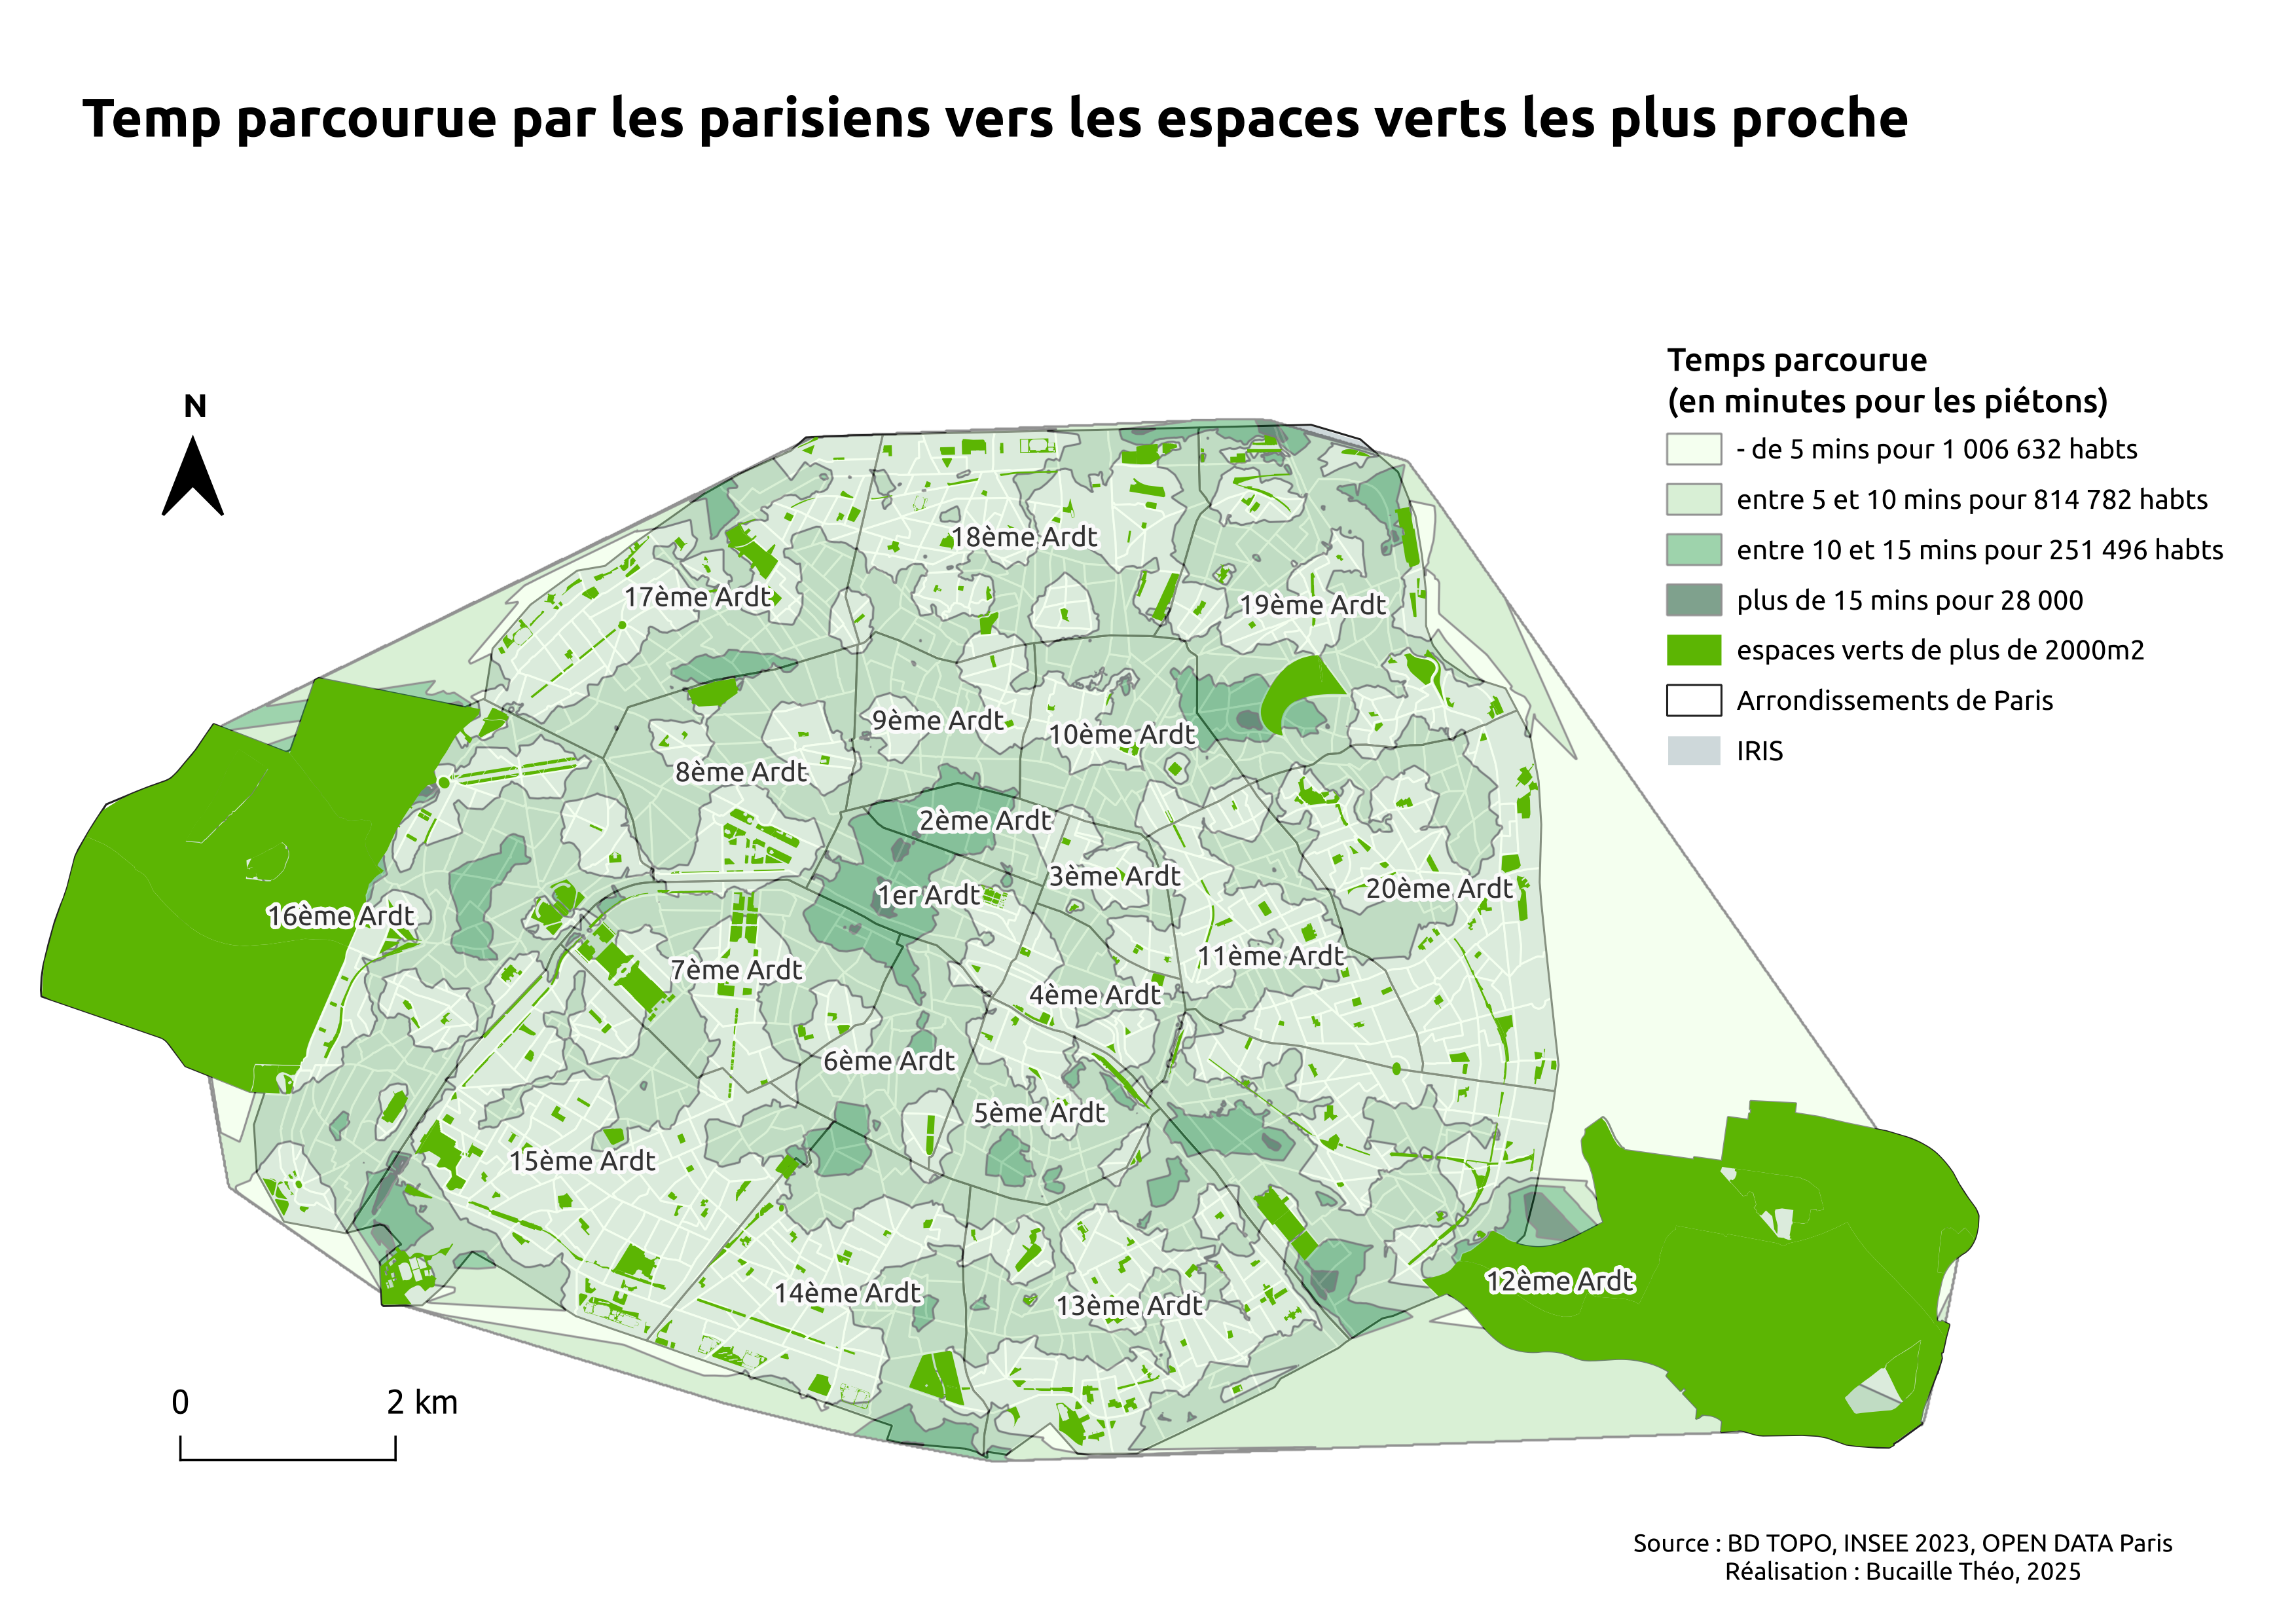 Temp parcourue par les parisiens vers les espaces verts les plus proche
Temps parcourue
(en minutes pour les piétons)
- de 5 mins pour 1 006 632 habts
entre 5 et 10 mins pour 814 782 habts
entre 10 et 15 mins pour 251 496 habts
plus de 15 mins pour 28 000
espaces verts de plus de 2000m2
Arrondissements de Paris
IRIS
N
18ème Ardt
17ème Ardt
19ème Ardt
9ème Ardt
10ème Ardt
8ème Ardt
2ème Ardt
3ème Ardt
1er Ardt
20ème Ardt
16ème Ardt
11ème Ardt
7ème Ardt
4ème Ardt
6ème Ardt
5ème Ardt
15ème Ardt
12ème Ardt
14ème Ardt
13ème Ardt
0 2 km
Source : BD TOPO, INSEE 2023, OPEN DATA Paris
Réalisation : Bucaille Théo, 2025